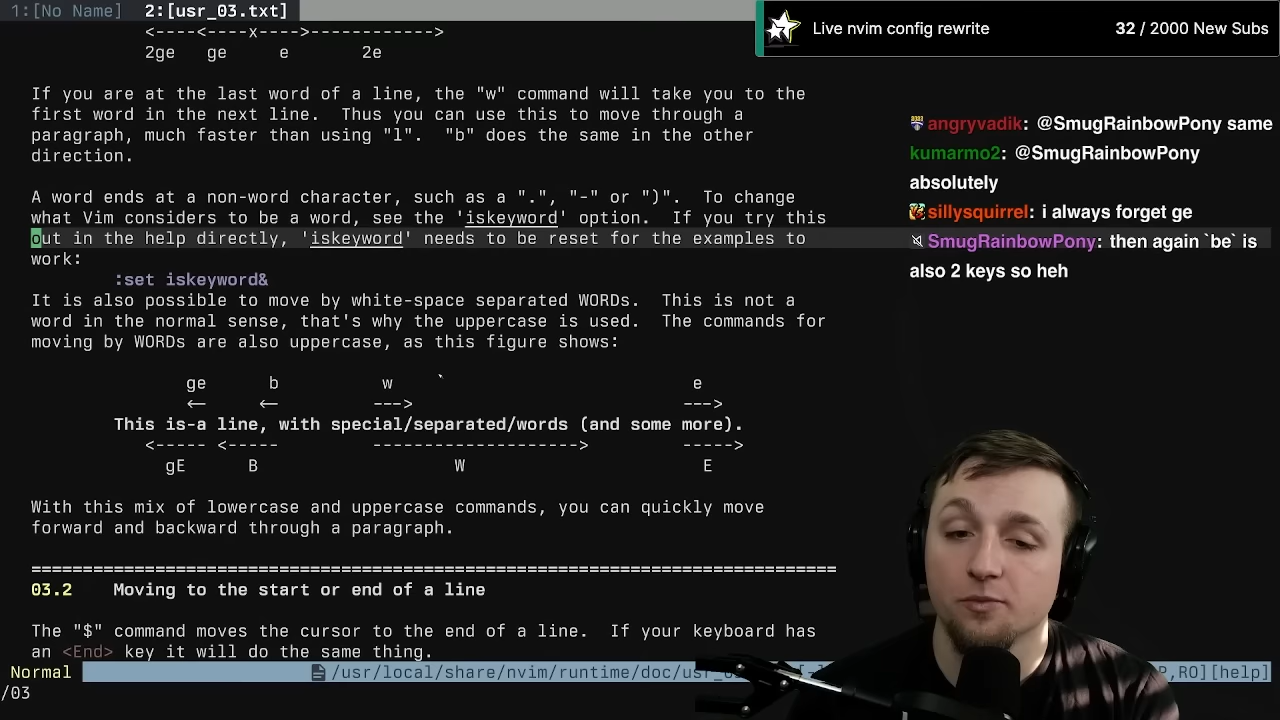 1:[No Name]  2:[usr_03.txt]
<----<----x---->------------>
2ge   ge     e       2e
If you are at the last word of a line, the "w" command will take you to the
first word in the next line.  Thus you can use this to move through a
paragraph, much faster than using "l".  "b" does the same in the other
direction.
A word ends at a non-word character, such as a ".", "-" or ")".  To change
what Vim considers to be a word, see the 'iskeyword' option.  If you try this
out in the help directly, 'iskeyword' needs to be reset for the examples to
work:
:set iskeyword&
It is also possible to move by white-space separated WORDs.  This is not a
word in the normal sense, that's why the uppercase is used.  The commands for
moving by WORDs are also uppercase, as this figure shows:
ge      b          w                             e
<--     <--        --->                          --->
This is-a line, with special/separated/words (and some more).
<----- <-----         -------------------->         ----->
gE      B                   W                       E
With this mix of lowercase and uppercase commands, you can quickly move
forward and backward through a paragraph.
==============================================================================
03.2    Moving to the start or end of a line
The "$" command moves the cursor to the end of a line.  If your keyboard has
an <End> key it will do the same thing.
Normal /usr/local/share/nvim/runtime/doc/us P,RO][help]
/03
Live nvim config rewrite 32 / 2000 New Subs
angryvadik: @SmugRainbowPony same
kumarmo2: @SmugRainbowPony
absolutely
sillysquirrel: i always forget ge
SmugRainbowPony: then again `be` is
also 2 keys so heh